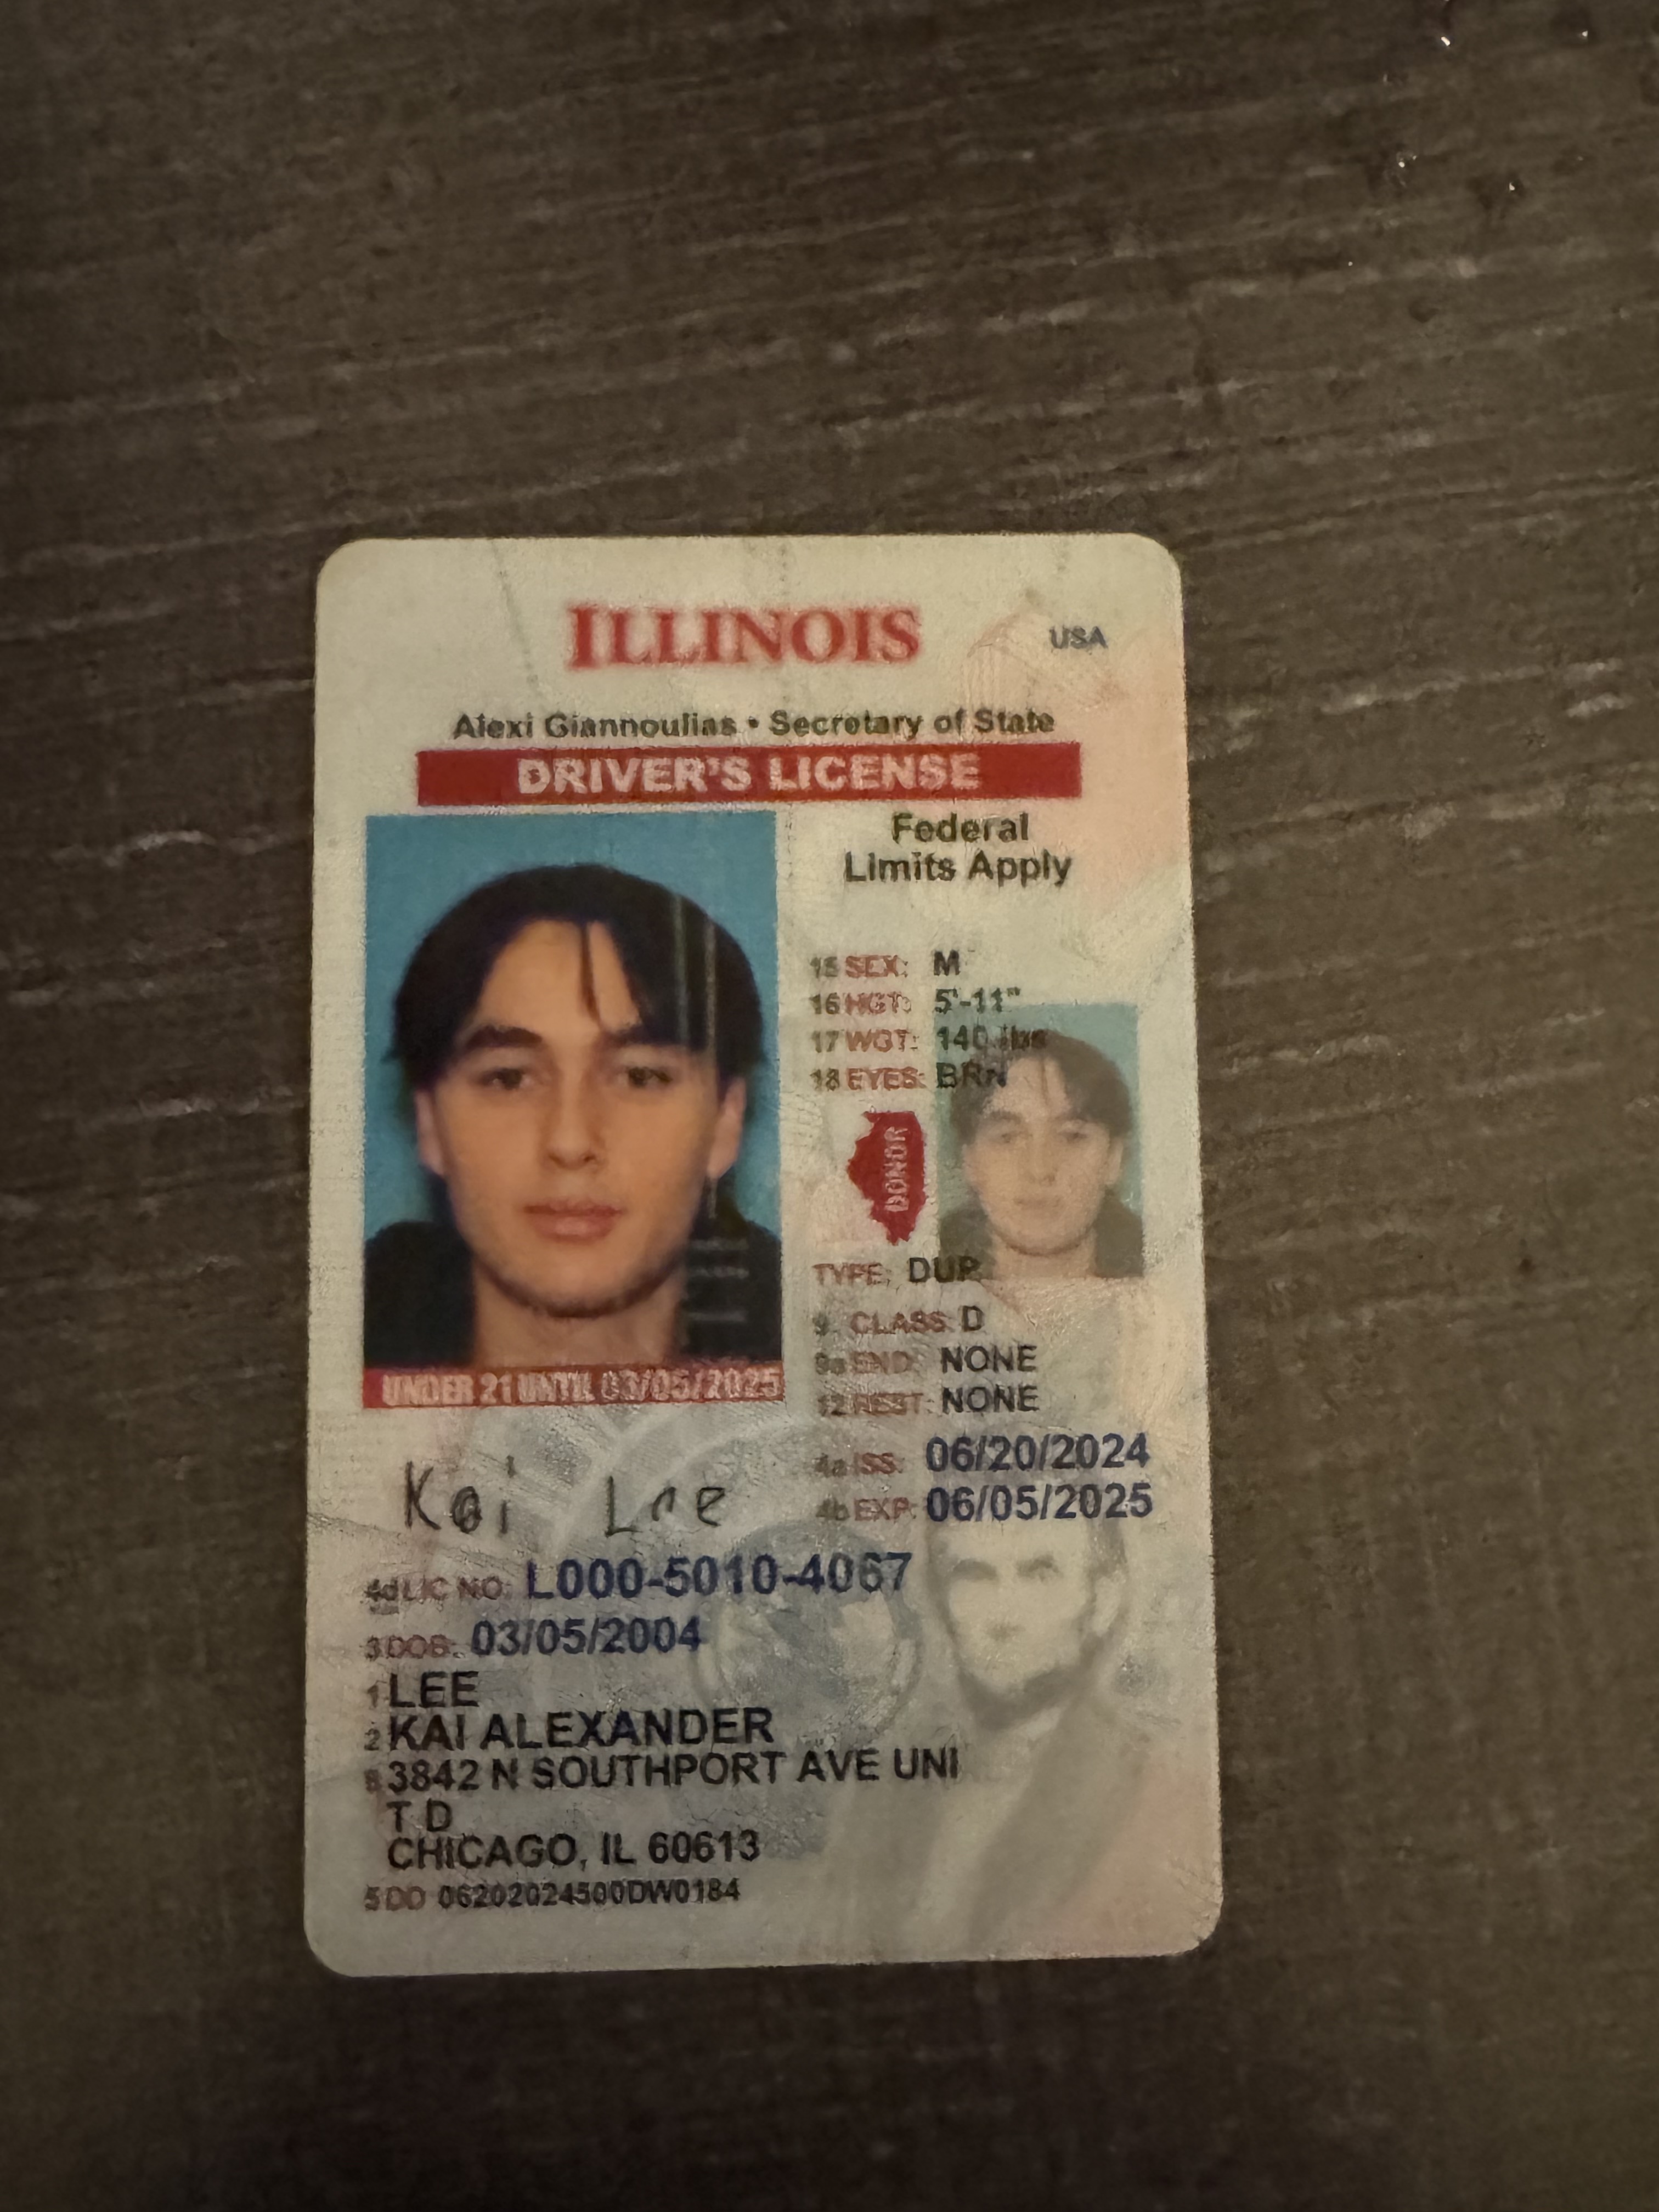 ILLINOIS
USA
Alexi Giannoulias • Secretary of State
DRIVER'S LICENSE
Federal
Limits Apply
15 SEX: M
16 HGT: 5'-11"
17 WGT: 140 lbs
18 EYES: BRN
DONOR
TYPE: DUP
9 CLASS: D
9a END: NONE
12 REST: NONE
UNDER 21 UNTIL 03/05/2025
4a ISS: 06/20/2024
4b EXP: 06/05/2025
Kai Lee
4d LIC NO: L000-5010-4067
3 DOB: 03/05/2004
1 LEE
2 KAI ALEXANDER
8 3842 N SOUTHPORT AVE UNI
T D
CHICAGO, IL 60613
5 DD 06202024500DW0184